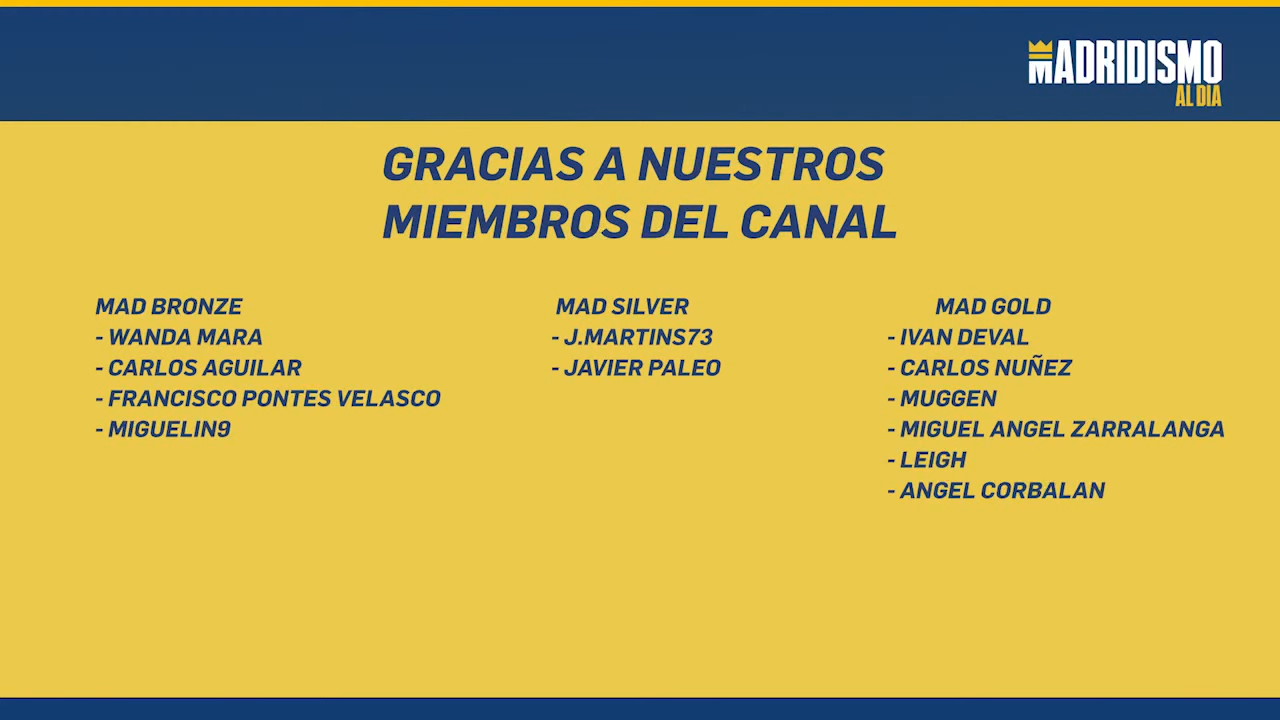 MADRIDISMO
AL DIA
GRACIAS A NUESTROS
MIEMBROS DEL CANAL
MAD BRONZE
- WANDA MARA
- CARLOS AGUILAR
- FRANCISCO PONTES VELASCO
- MIGUELIN9
MAD SILVER
- J.MARTINS73
- JAVIER PALEO
MAD GOLD
- IVAN DEVAL
- CARLOS NUÑEZ
- MUGGEN
- MIGUEL ANGEL ZARRALANGA
- LEIGH
- ANGEL CORBALAN